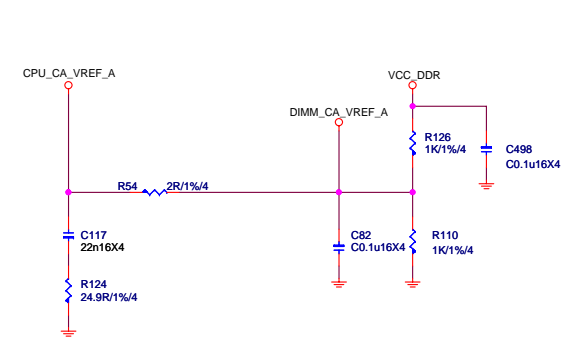 CPU_CA_VREF_A
VCC_DDR
DIMM_CA_VREF_A
R126
1K/1%/4
C498
C0.1u16X4
R54
2R/1%/4
C117
22n16X4
C82
C0.1u16X4
R110
1K/1%/4
R124
24.9R/1%/4